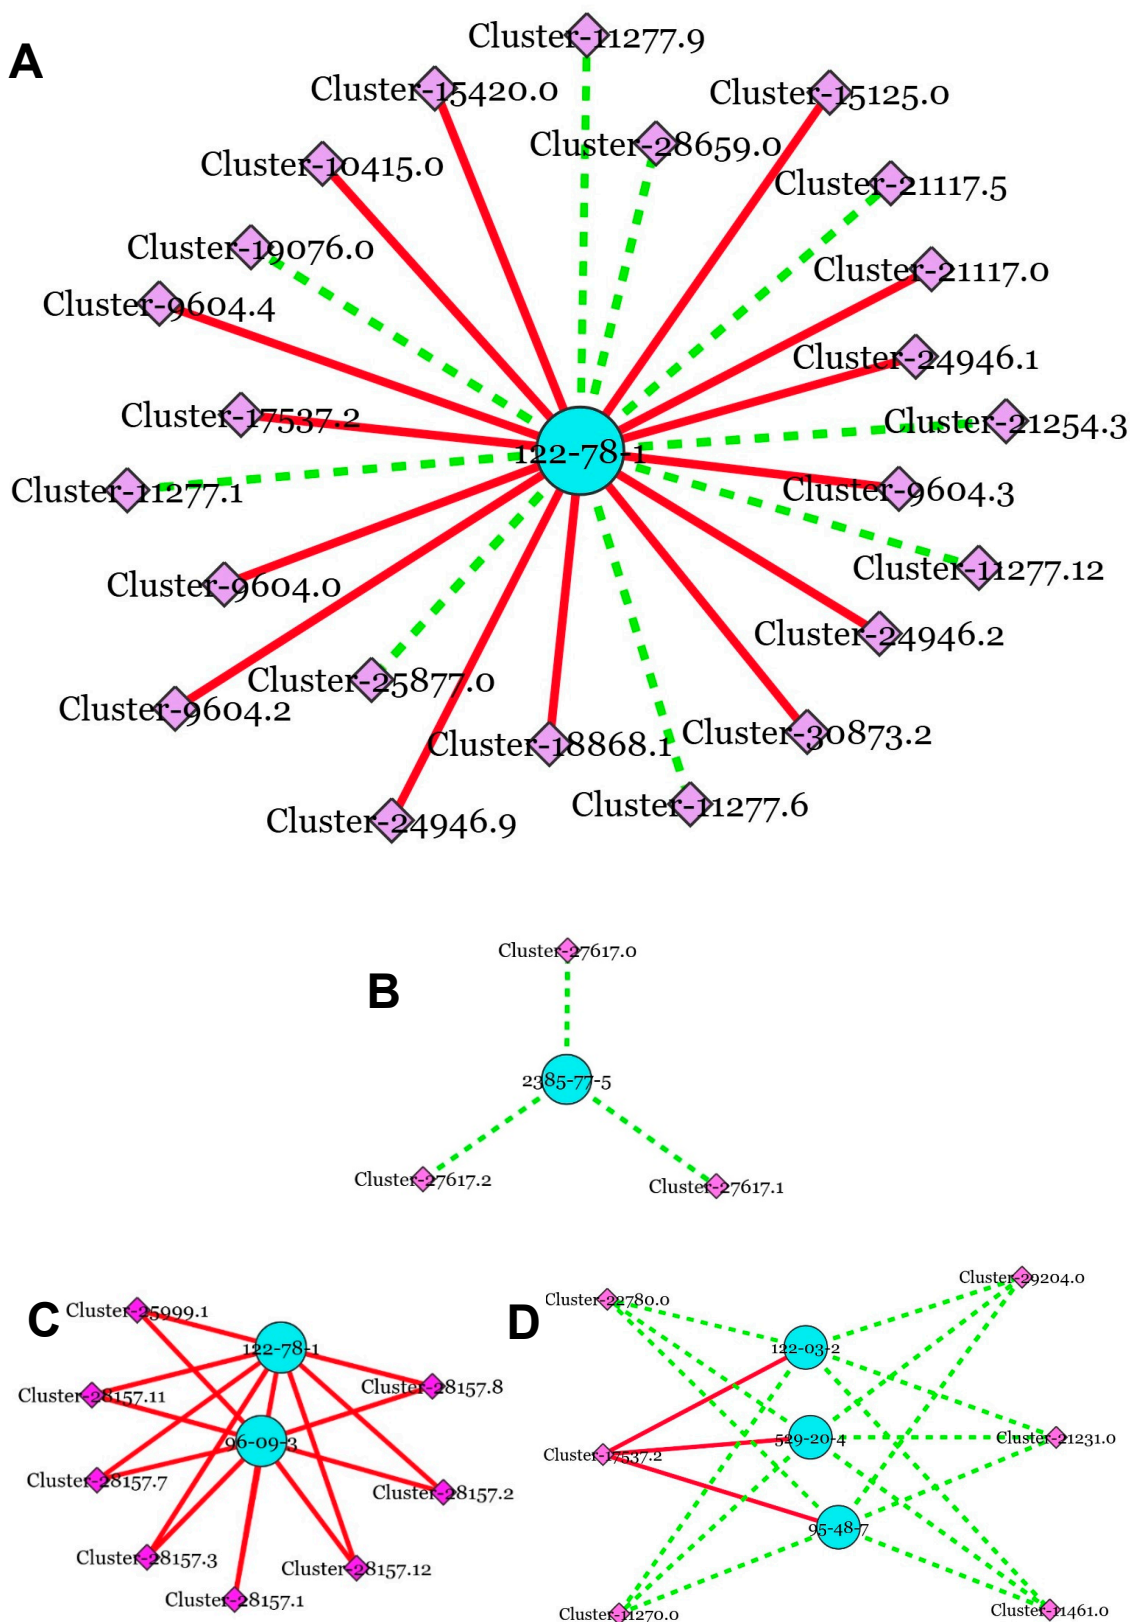 A
Cluster-11277.9
Cluster-15420.0
Cluster-15125.0
Cluster-28659.0
Cluster-10415.0
Cluster-21117.5
Cluster-19076.0
Cluster-21117.0
Cluster-9604.4
Cluster-24946.1
Cluster-17537.2
Cluster-21254.3
122-78-1
Cluster-11277.1
Cluster-9604.3
Cluster-11277.12
Cluster-9604.0
Cluster-24946.2
Cluster-25877.0
Cluster-9604.2
Cluster-18868.1
Cluster-30873.2
Cluster-11277.6
Cluster-24946.9
B
Cluster-27617.0
2385-77-5
Cluster-27617.2
Cluster-27617.1
C
Cluster-25999.1
122-78-1
Cluster-28157.11
Cluster-28157.8
96-09-3
Cluster-28157.7
Cluster-28157.2
Cluster-28157.3
Cluster-28157.12
Cluster-28157.1
D
Cluster-29204.0
Cluster-22780.0
122-03-2
529-20-4
Cluster-21231.0
Cluster-17537.2
95-48-7
Cluster-11270.0
Cluster-11461.0